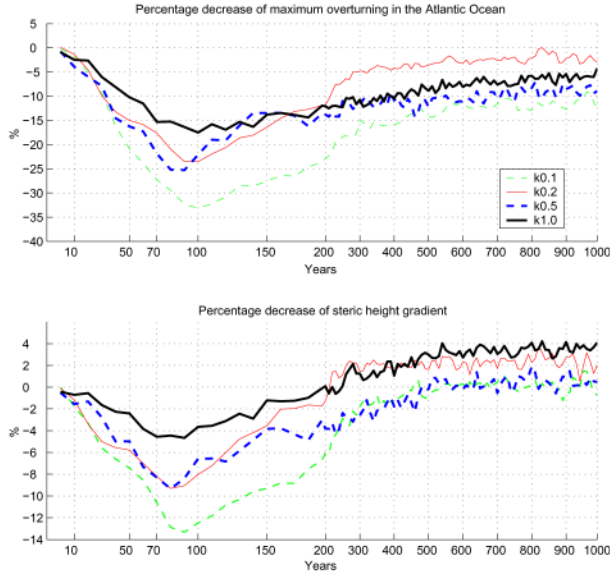 Percentage decrease of maximum overturning in the Atlantic Ocean
5
0
−5
−10
−15
−20
−25
−30
−35
−40
%
k0.1
k0.2
k0.5
k1.0
10 50 70 100 150 200 300 400 500 600 700 800 900 1000
Years
Percentage decrease of steric height gradient
4
2
0
−2
−4
−6
−8
−10
−12
−14
%
10 50 70 100 150 200 300 400 500 600 700 800 900 1000
Years